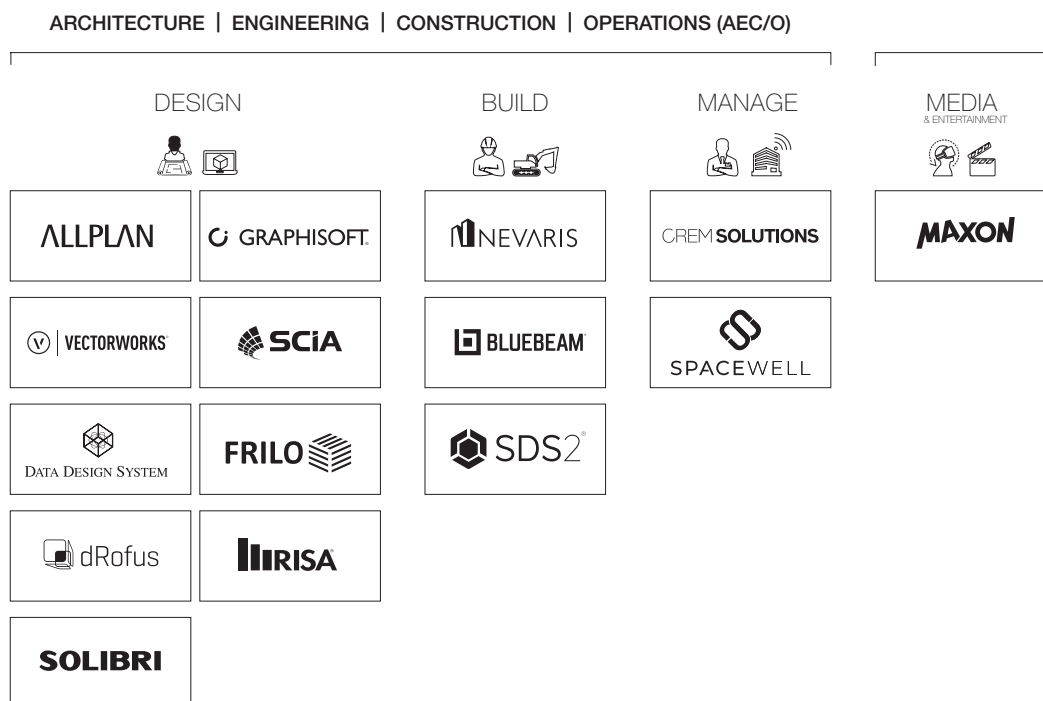 ARCHITECTURE | ENGINEERING | CONSTRUCTION | OPERATIONS (AEC/O)
DESIGN
BUILD
MANAGE
MEDIA
& ENTERTAINMENT
ALLPLAN
GRAPHISOFT.
NEVARIS
CREM SOLUTIONS
MAXON
V | VECTORWORKS
SCiA
BLUEBEAM
SPACEWELL
DATA DESIGN SYSTEM
FRILO
SDS2®
dRofus
RISA
SOLIBRI